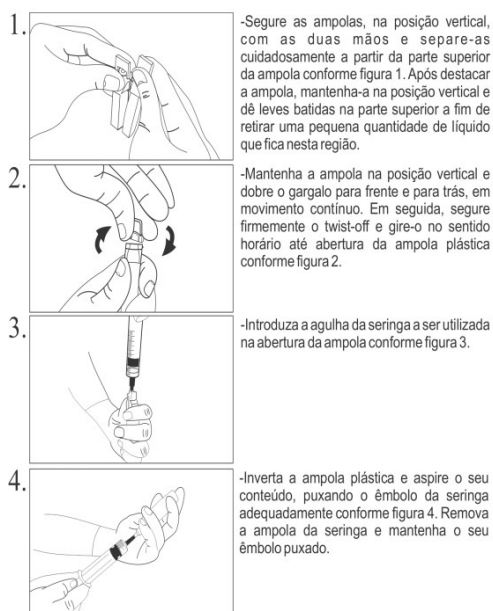 1.
-Segure as ampolas, na posição vertical,
com as duas mãos e separe-as
cuidadosamente a partir da parte superior
da ampola conforme figura 1. Após destacar
a ampola, mantenha-a na posição vertical e
dê leves batidas na parte superior a fim de
retirar uma pequena quantidade de líquido
que fica nesta região.
2.
-Mantenha a ampola na posição vertical e
dobre o gargalo para frente e para trás, em
movimento contínuo. Em seguida, segure
firmemente o twist-off e gire-o no sentido
horário até abertura da ampola plástica
conforme figura 2.
3.
-Introduza a agulha da seringa a ser utilizada
na abertura da ampola conforme figura 3.
4.
-Inverta a ampola plástica e aspire o seu
conteúdo, puxando o êmbolo da seringa
adequadamente conforme figura 4. Remova
a ampola da seringa e mantenha o seu
êmbolo puxado.